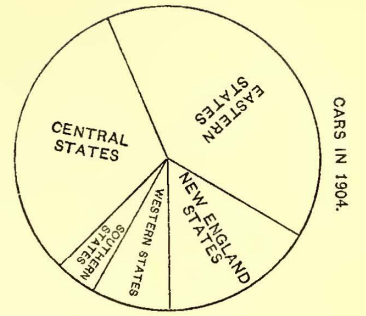 EASTERN
STATES
CENTRAL
STATES
NEW ENGLAND
STATES
WESTERN STATES
SOUTHERN
STATES
CARS IN 1904.